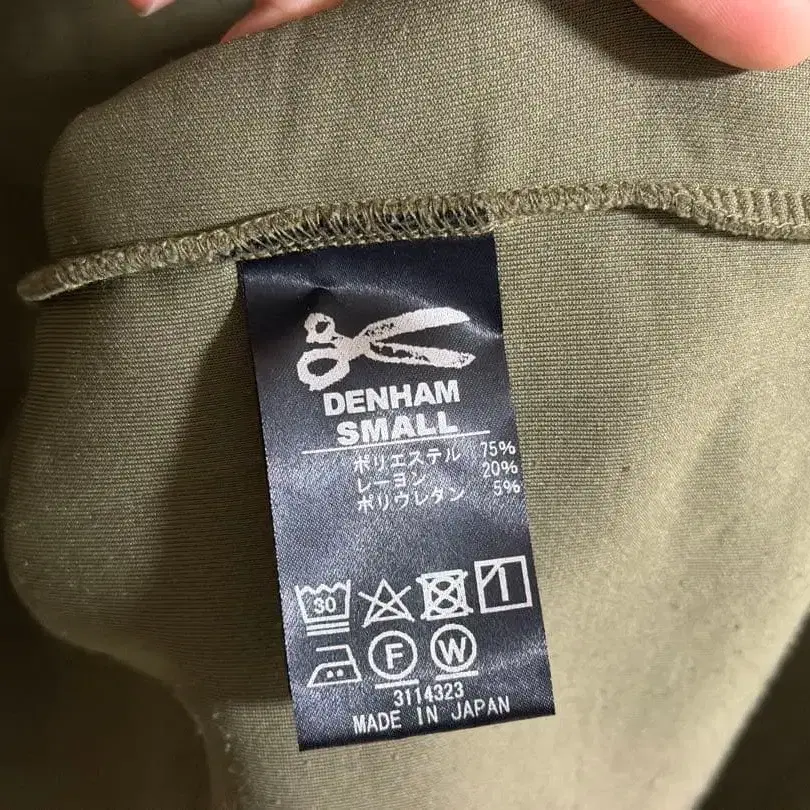 DENHAM
SMALL
ポリエステル 75%
レーヨン 20%
ポリウレタン 5%
30
F W
3114323
MADE IN JAPAN